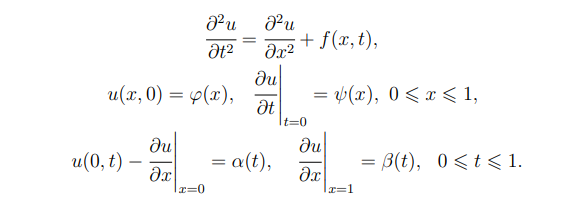 ∂²u/∂t² = ∂²u/∂x² + f(x, t),
u(x, 0) = φ(x), ∂u/∂t|ₜ₌₀ = ψ(x), 0 ⩽ x ⩽ 1,
u(0, t) − ∂u/∂x|ₓ₌₀ = α(t), ∂u/∂x|ₓ₌₁ = β(t), 0 ⩽ t ⩽ 1.